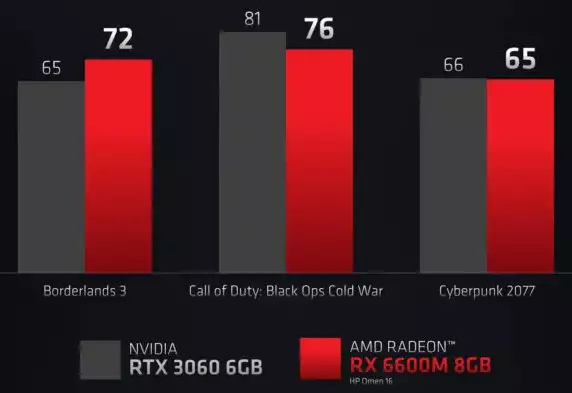 65
72
81
76
66
65
Borderlands 3
Call of Duty: Black Ops Cold War
Cyberpunk 2077
NVIDIA
RTX 3060 6GB
AMD RADEON™
RX 6600M 8GB
HP Omen 16